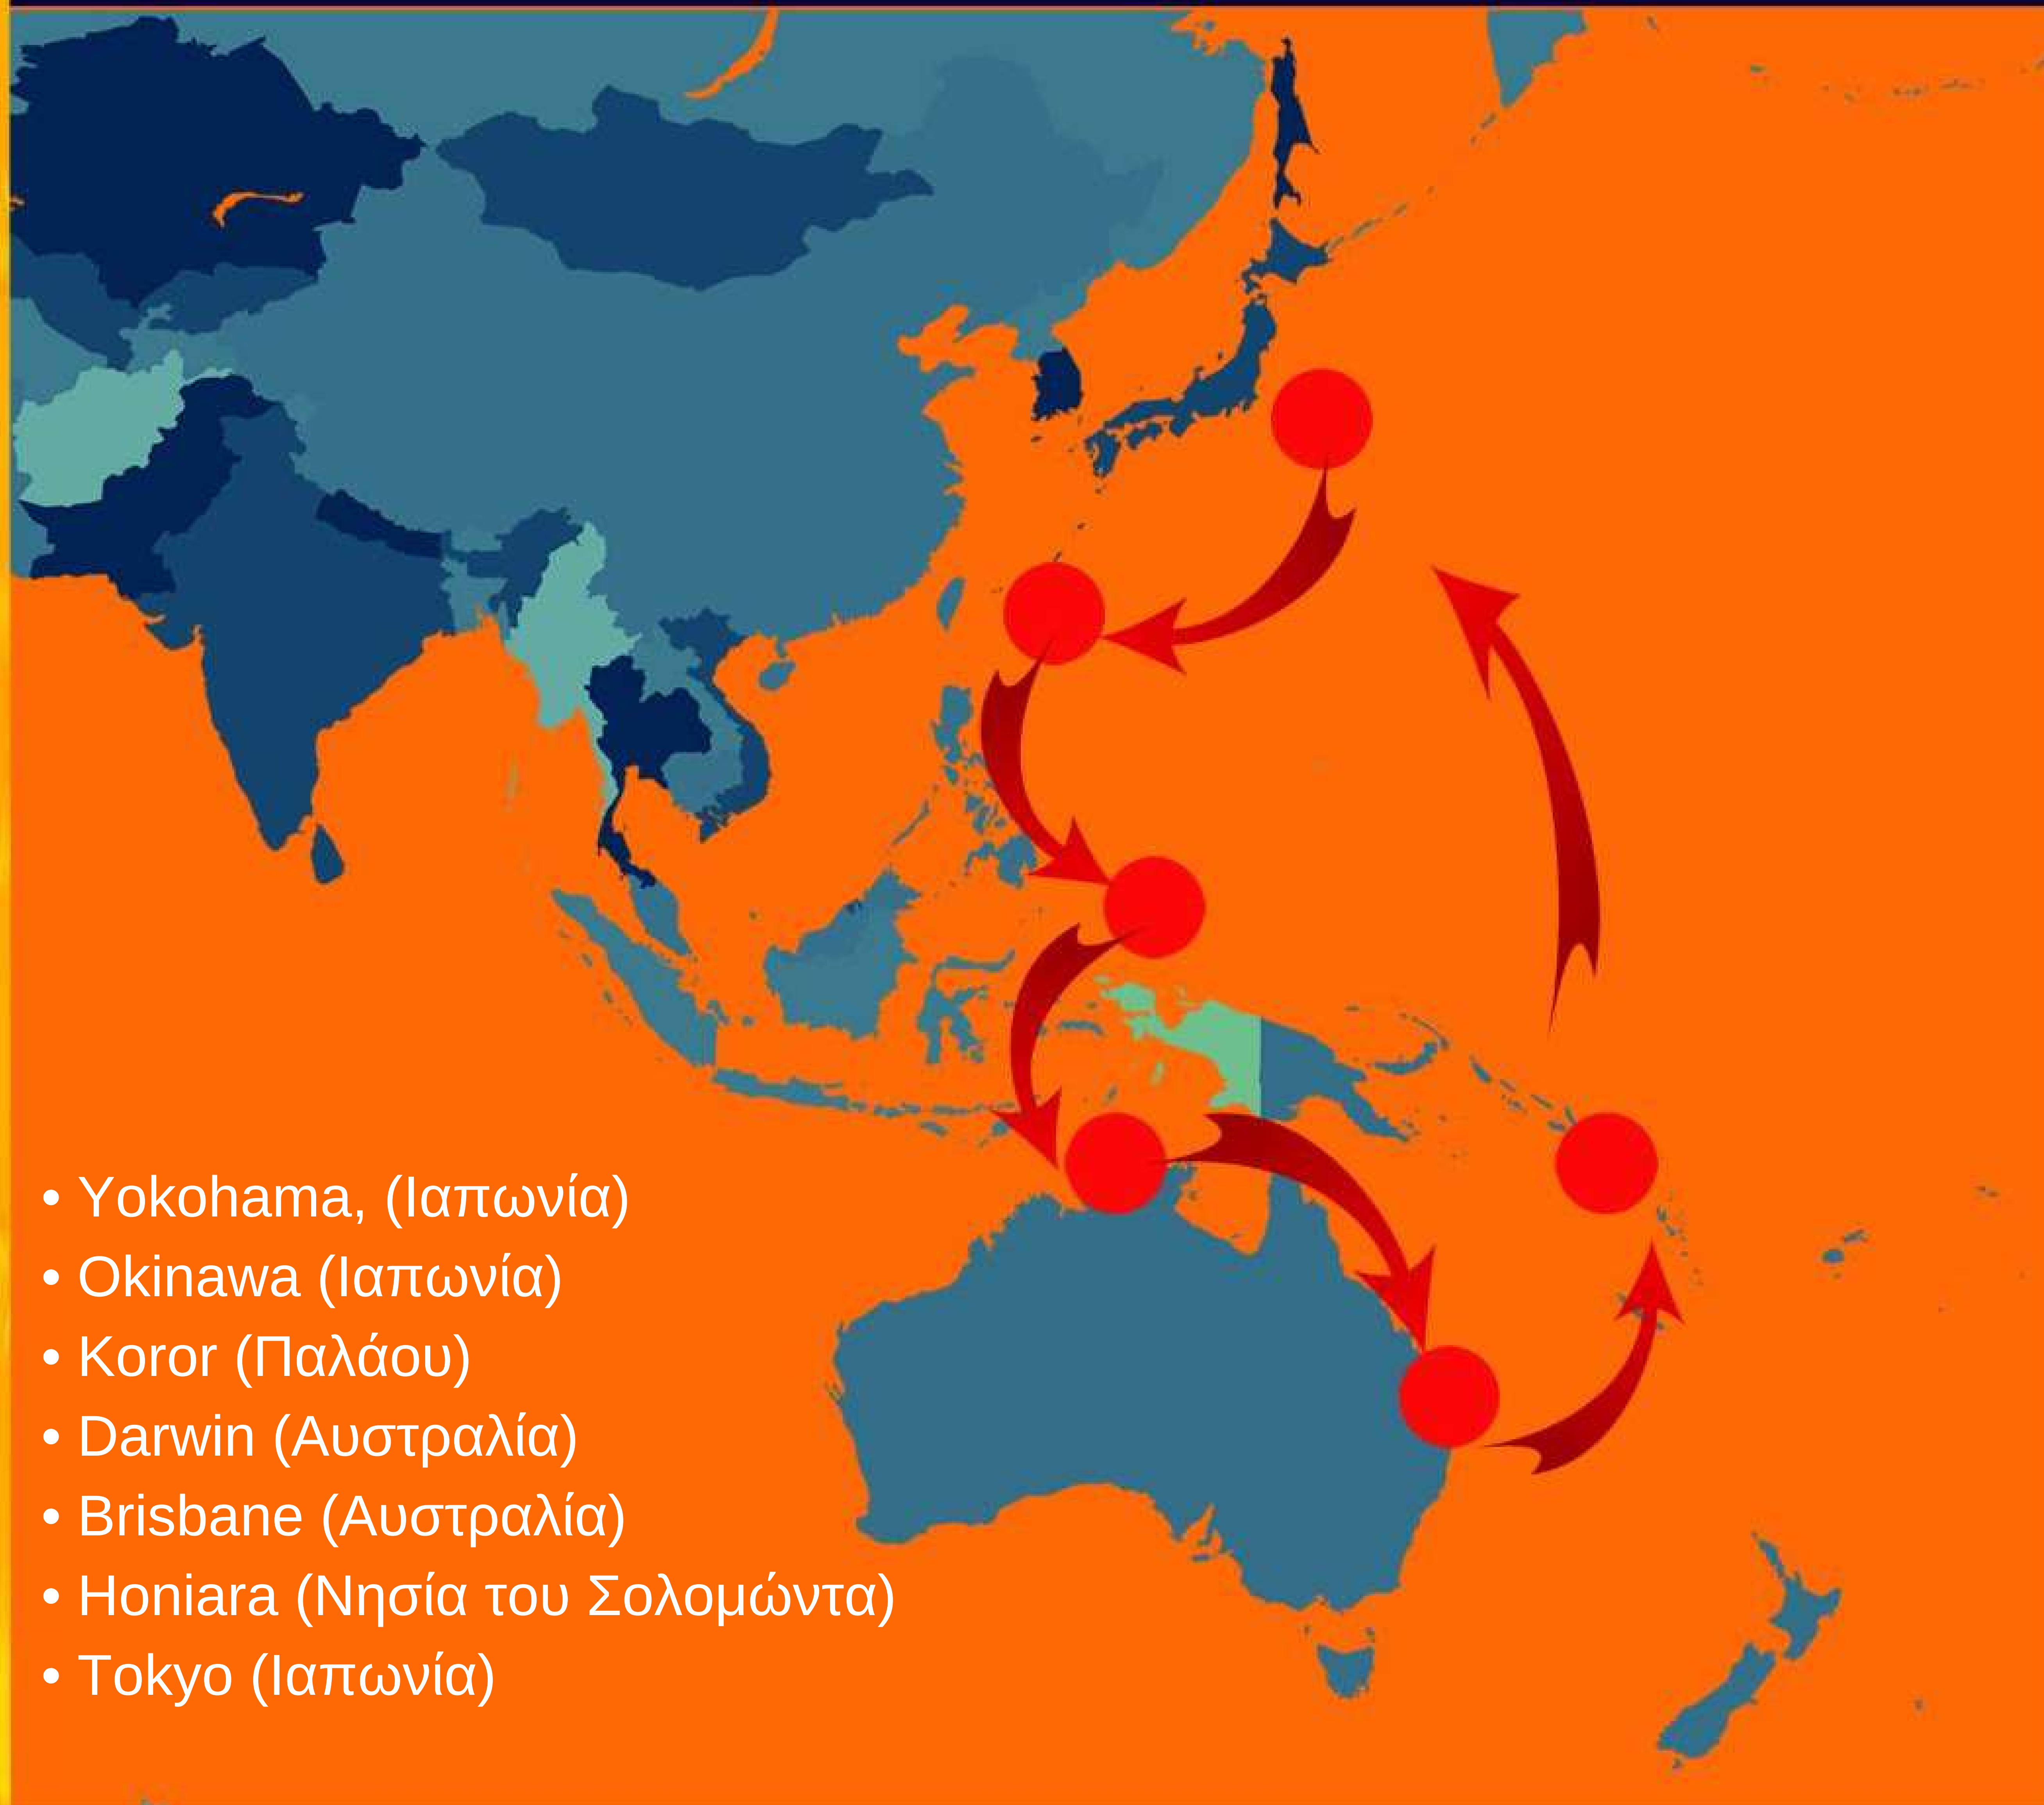 • Yokohama, (Ιαπωνία)
• Okinawa (Ιαπωνία)
• Koror (Παλάου)
• Darwin (Αυστραλία)
• Brisbane (Αυστραλία)
• Honiara (Νησία του Σολομώντα)
• Tokyo (Ιαπωνία)